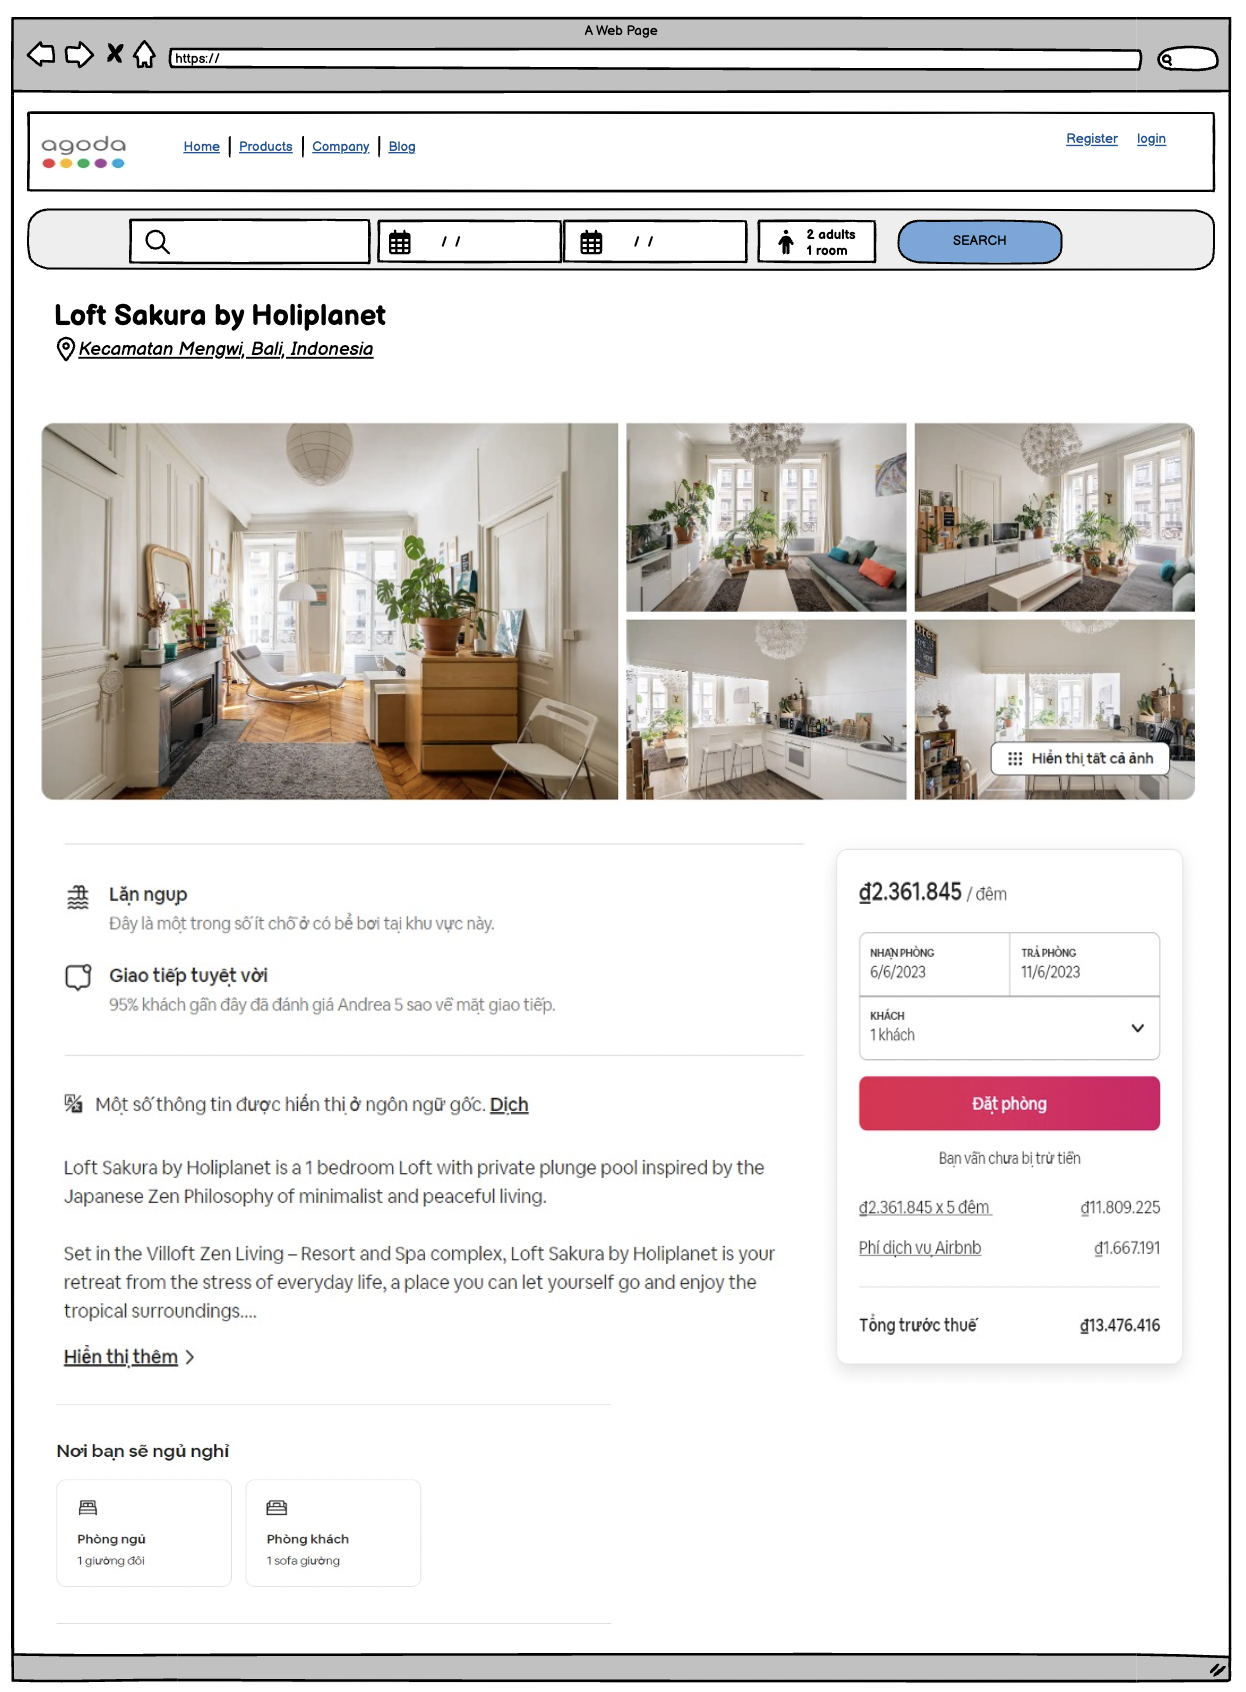 A Web Page
https://
agoda
Home Products Company Blog
Register login
/ /
/ /
2 adults
1 room
SEARCH
Loft Sakura by Holiplanet
Kecamatan Mengwi, Bali, Indonesia
Hiển thị tất cả ảnh
Lặn ngụp
Đây là một trong số ít chỗ ở có bể bơi tại khu vực này.
Giao tiếp tuyệt vời
95% khách gần đây đã đánh giá Andrea 5 sao về mặt giao tiếp.
Một số thông tin được hiển thị ở ngôn ngữ gốc. Dịch
Loft Sakura by Holiplanet is a 1 bedroom Loft with private plunge pool inspired by the
Japanese Zen Philosophy of minimalist and peaceful living.
Set in the Villoft Zen Living – Resort and Spa complex, Loft Sakura by Holiplanet is your
retreat from the stress of everyday life, a place you can let yourself go and enjoy the
tropical surroundings....
Hiển thị thêm
Nơi bạn sẽ ngủ nghỉ
Phòng ngủ
1 giường đôi
Phòng khách
1 sofa giường
₫2.361.845 / đêm
NHẬN PHÒNG
6/6/2023
TRẢ PHÒNG
11/6/2023
KHÁCH
1 khách
Đặt phòng
Bạn vẫn chưa bị trừ tiền
₫2.361.845 x 5 đêm ₫11.809.225
Phí dịch vụ Airbnb ₫1.667.191
Tổng trước thuế ₫13.476.416